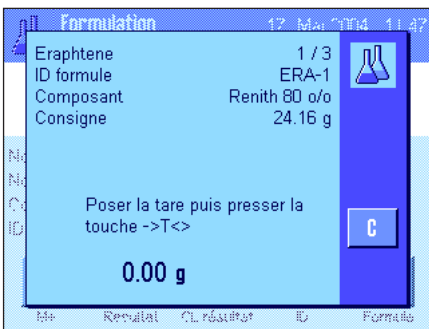 Formulation 17. Mai 2004 11:47
Eraphtene 1 / 3
ID formule ERA-1
Composant Renith 80 o/o
Consigne 24.16 g
Poser la tare puis presser la
touche ->T<>
C
0.00 g
Résultat CL résultat ID Formule